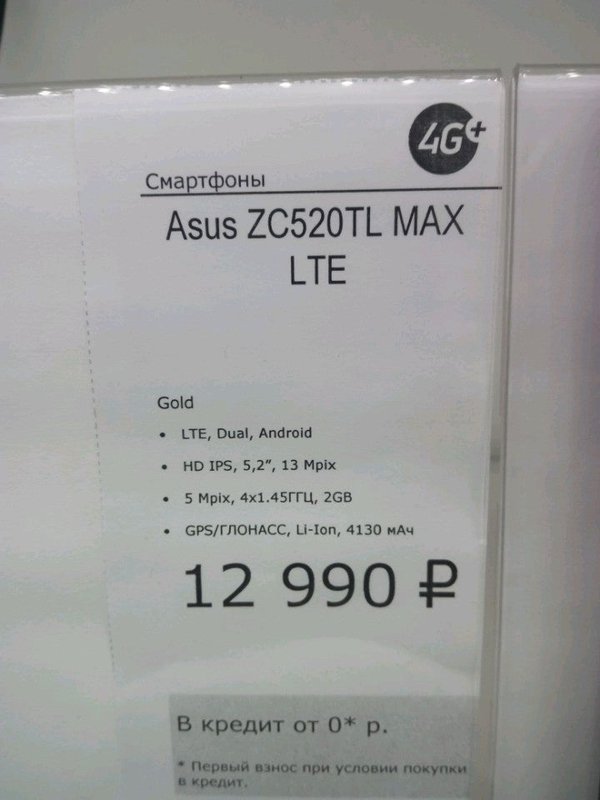 4G+
Смартфоны
Asus ZC520TL MAX
LTE
Gold
• LTE, Dual, Android
• HD IPS, 5,2", 13 Mpix
• 5 Mpix, 4x1.45ГГЦ, 2GB
• GPS/ГЛОНАСС, Li-Ion, 4130 мАч
12 990 ₽
В кредит от 0* р.
* Первый взнос при условии покупки
в кредит.